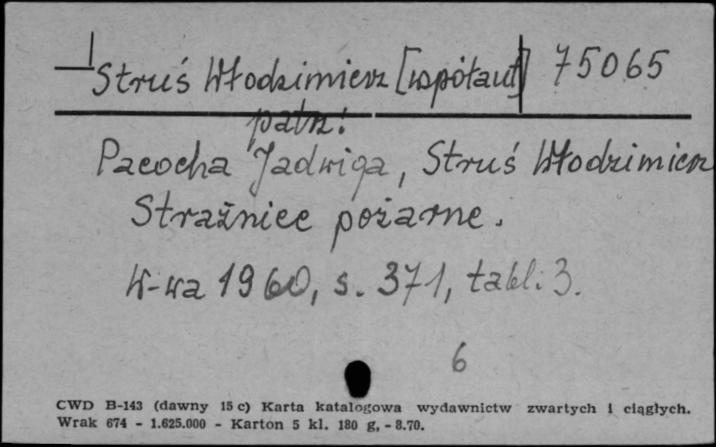 Struś Włodzimierz [współaut] 75065
patrz:
Pacocha Jadwiga, Struś Włodzimierz
Strażnice pożarne.
W-wa 1960, s. 371, tabl. 3.
6
CWD B-143 (dawny 15 c) Karta katalogowa wydawnictw zwartych i ciągłych.
Wrak 674 - 1.625.000 - Karton 5 kl. 180 g, - 8.70.